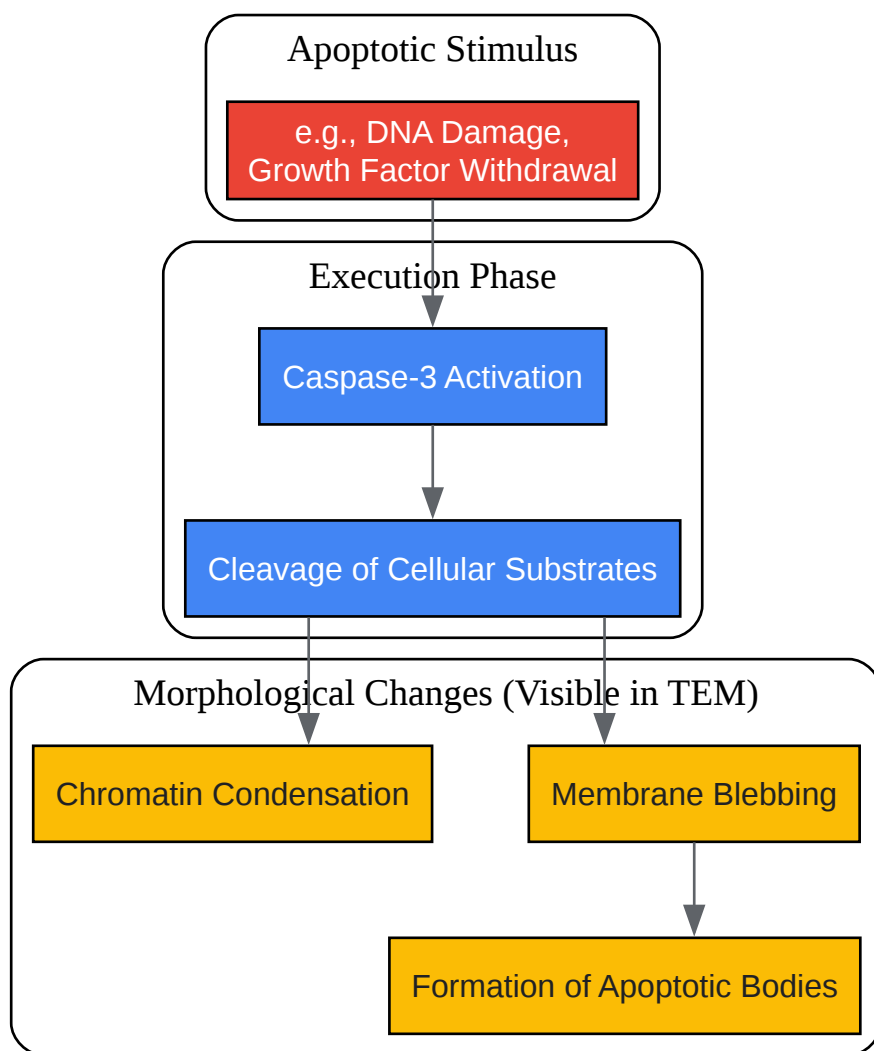 Apoptotic Stimulus
e.g., DNA Damage,
Growth Factor Withdrawal
Execution Phase
Caspase-3 Activation
Cleavage of Cellular Substrates
Morphological Changes (Visible in TEM)
Chromatin Condensation
Membrane Blebbing
Formation of Apoptotic Bodies